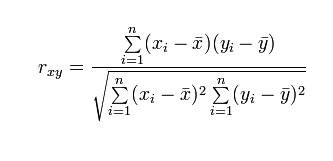 r_{xy} = \frac{\sum_{i=1}^{n}(x_i - \bar{x})(y_i - \bar{y})}{\sqrt{\sum_{i=1}^{n}(x_i - \bar{x})^2 \sum_{i=1}^{n}(y_i - \bar{y})^2}}